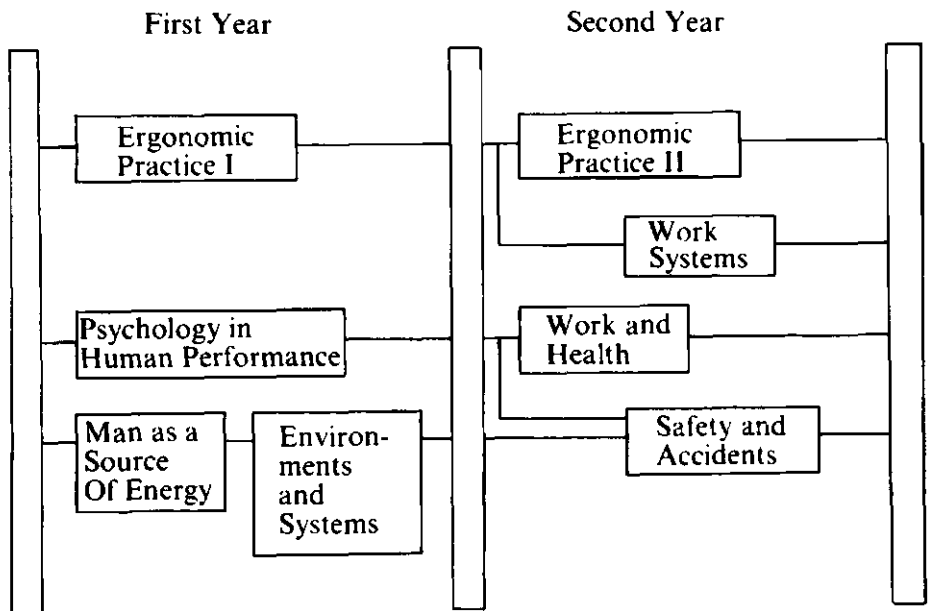 First Year
Second Year
Ergonomic
Practice I
Ergonomic
Practice II
Work
Systems
Psychology in
Human Performance
Work and
Health
Man as a
Source
Of Energy
Environ-
ments
and
Systems
Safety and
Accidents